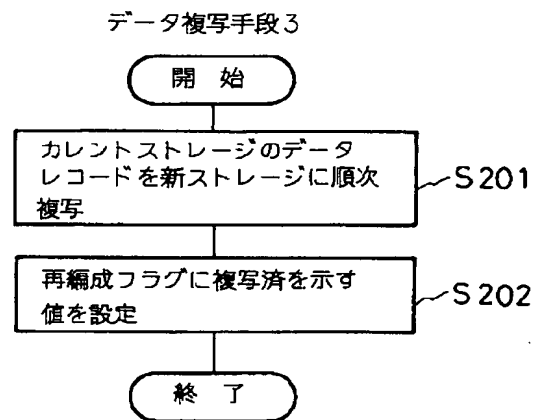 データ複写手段3
開始
カレントストレージのデータ
レコードを新ストレージに順次
複写
S201
再編成フラグに複写済を示す
値を設定
S202
終了